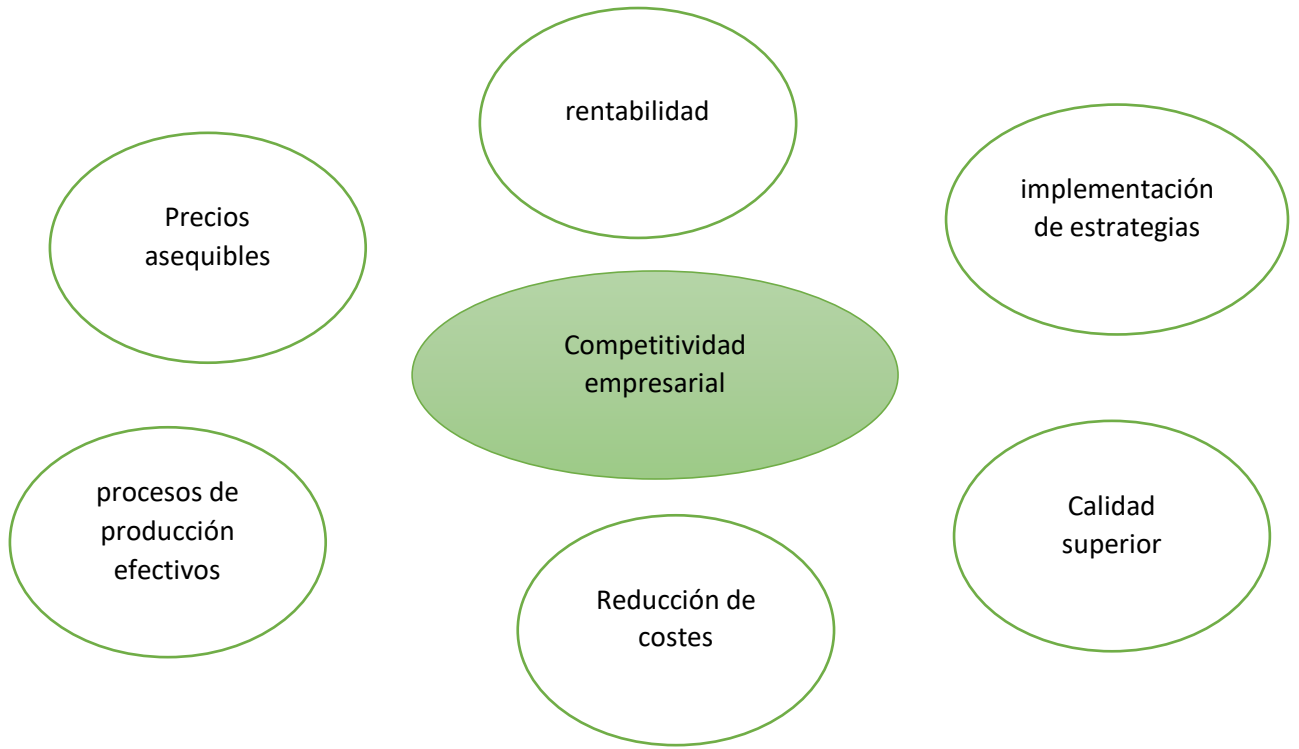 rentabilidad
Precios
asequibles
implementación
de estrategias
Competitividad
empresarial
procesos de
producción
efectivos
Calidad
superior
Reducción de
costes